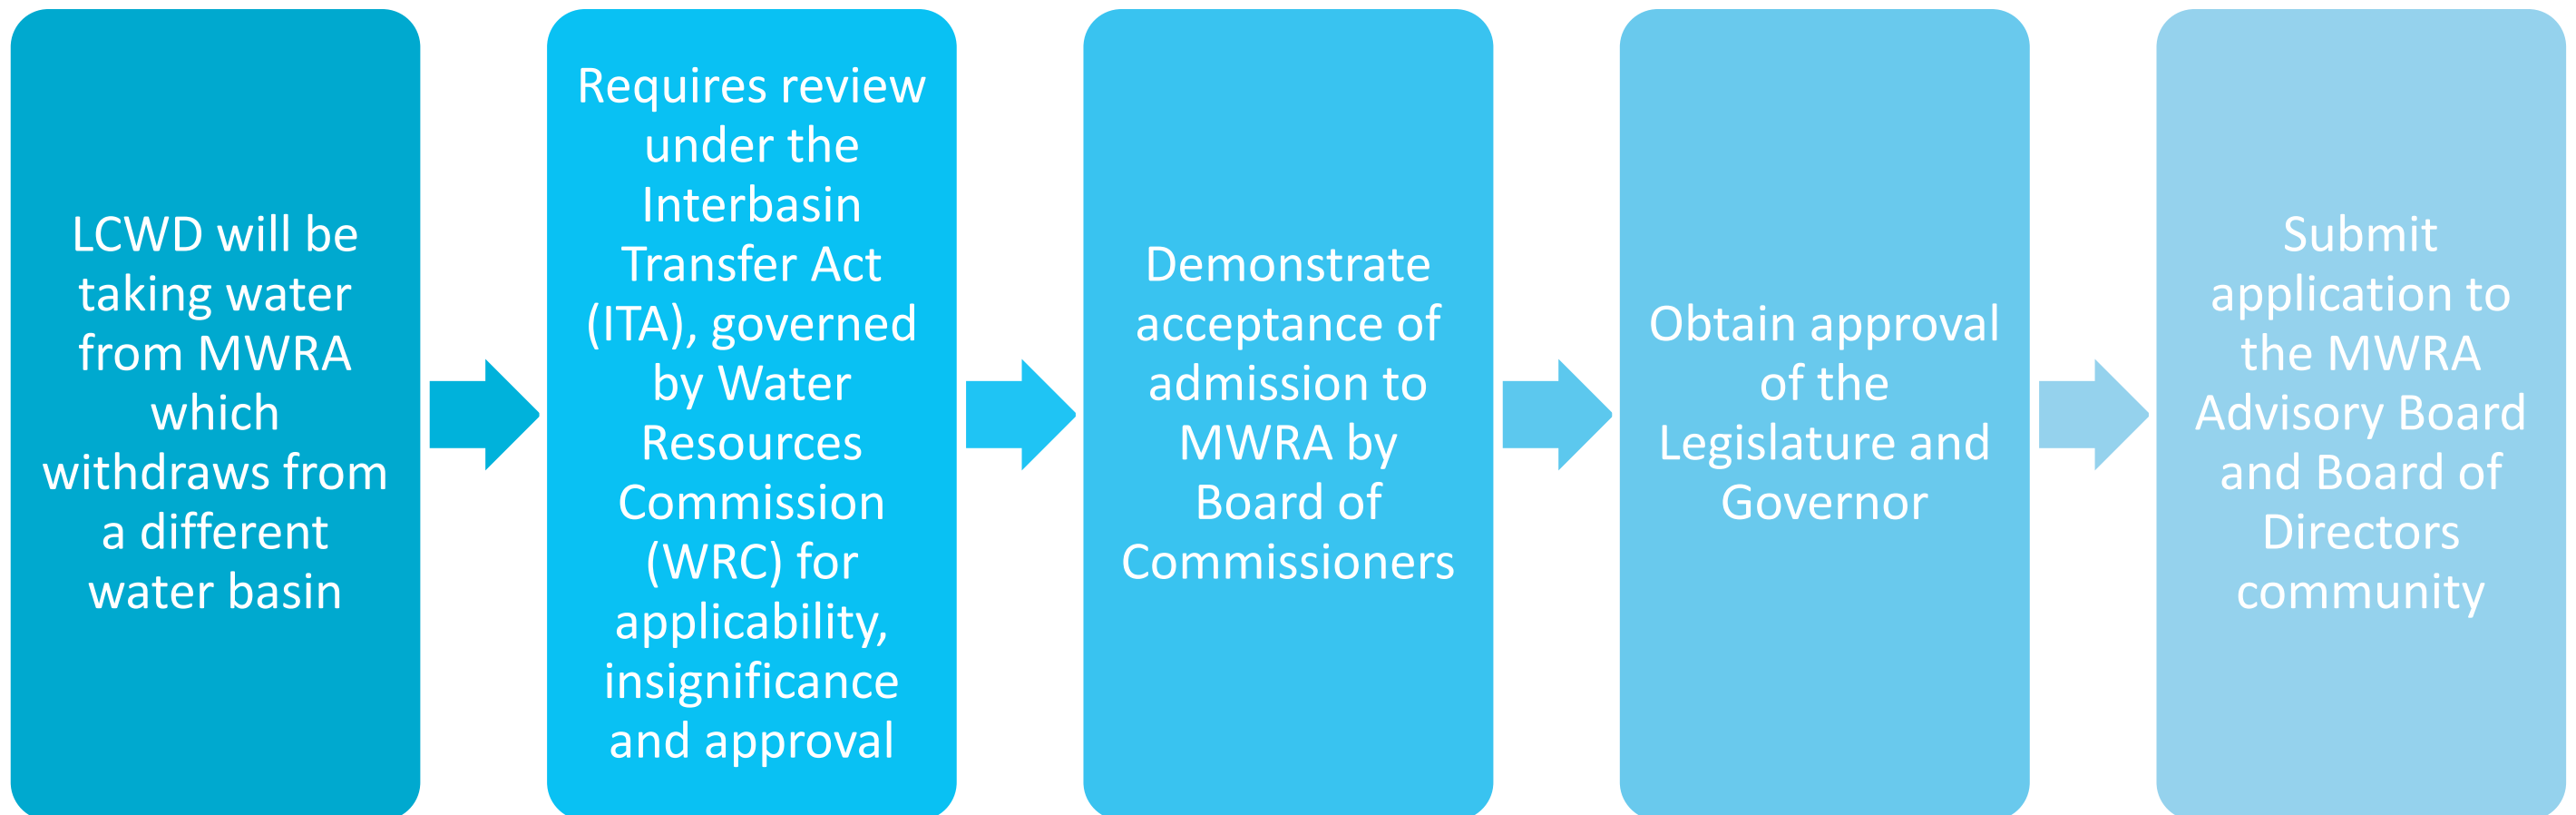 LCWD will be
taking water
from MWRA
which
withdraws from
a different
water basin
Requires review
under the
Interbasin
Transfer Act
(ITA), governed
by Water
Resources
Commission
(WRC) for
applicability,
insignificance
and approval
Demonstrate
acceptance of
admission to
MWRA by
Board of
Commissioners
Obtain approval
of the
Legislature and
Governor
Submit
application to
the MWRA
Advisory Board
and Board of
Directors
community